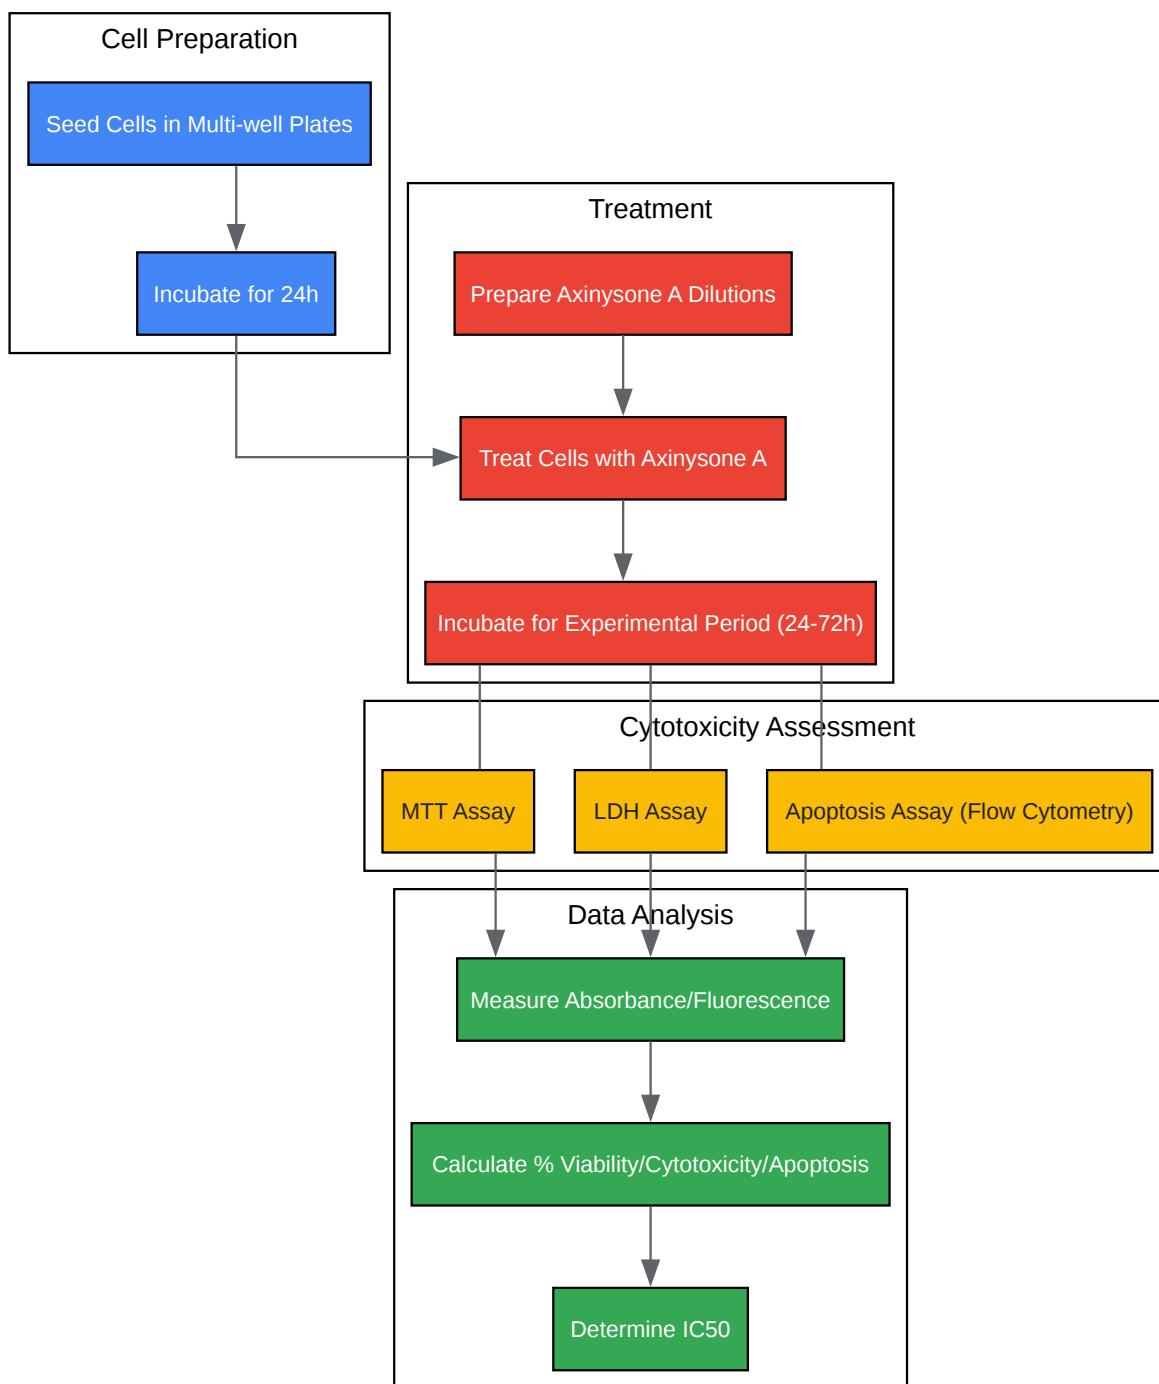 Cell Preparation
Seed Cells in Multi-well Plates
Incubate for 24h
Treatment
Prepare Axinysone A Dilutions
Treat Cells with Axinysone A
Incubate for Experimental Period (24-72h)
Cytotoxicity Assessment
MTT Assay
LDH Assay
Apoptosis Assay (Flow Cytometry)
Data Analysis
Measure Absorbance/Fluorescence
Calculate % Viability/Cytotoxicity/Apoptosis
Determine IC50